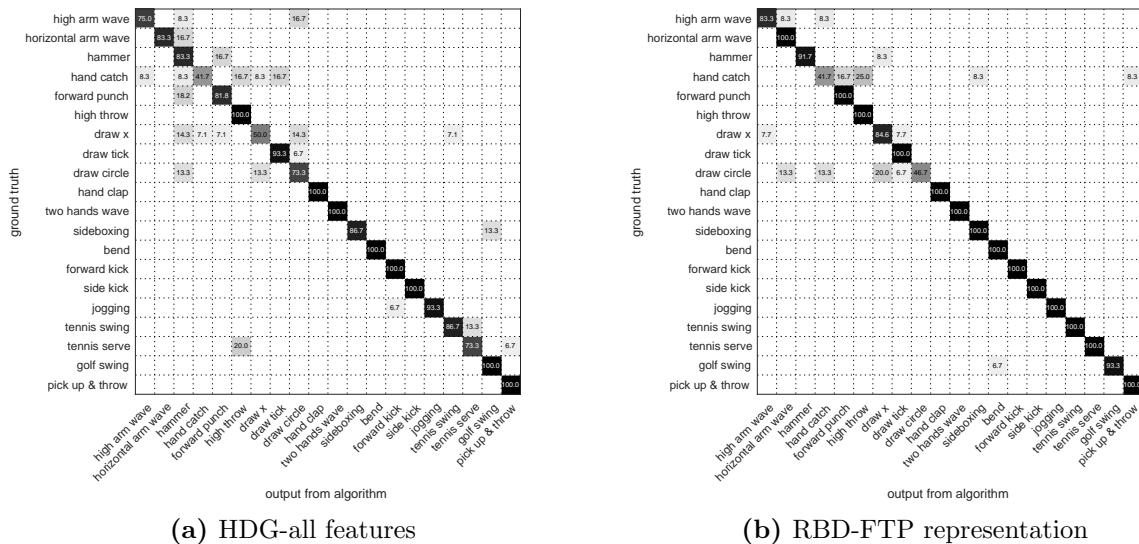 high arm wave 75.0 8.3 16.7
horizontal arm wave 83.3 16.7
hammer 83.3 16.7
hand catch 8.3 8.3 41.7 16.7 8.3 16.7
forward punch 18.2 81.8
high throw 100.0
draw x 14.3 7.1 7.1 50.0 14.3 7.1
draw tick 93.3 6.7
draw circle 13.3 13.3 73.3
hand clap 100.0
two hands wave 100.0
sideboxing 86.7 13.3
bend 100.0
forward kick 100.0
side kick 100.0
jogging 6.7 93.3
tennis swing 86.7 13.3
tennis serve 20.0 73.3 6.7
golf swing 100.0
pick up & throw 100.0
ground truth
high arm wave
horizontal arm wave
hammer
hand catch
forward punch
high throw
draw x
draw tick
draw circle
hand clap
two hands wave
sideboxing
bend
forward kick
side kick
jogging
tennis swing
tennis serve
golf swing
pick up & throw
output from algorithm
(a) HDG-all features
high arm wave 83.3 8.3 8.3
horizontal arm wave 100.0
hammer 91.7 8.3
hand catch 41.7 16.7 25.0 8.3 8.3
forward punch 100.0
high throw 100.0
draw x 7.7 84.6 7.7
draw tick 100.0
draw circle 13.3 13.3 20.0 6.7 46.7
hand clap 100.0
two hands wave 100.0
sideboxing 100.0
bend 100.0
forward kick 100.0
side kick 100.0
jogging 100.0
tennis swing 100.0
tennis serve 100.0
golf swing 6.7 93.3
pick up & throw 100.0
ground truth
high arm wave
horizontal arm wave
hammer
hand catch
forward punch
high throw
draw x
draw tick
draw circle
hand clap
two hands wave
sideboxing
bend
forward kick
side kick
jogging
tennis swing
tennis serve
golf swing
pick up & throw
output from algorithm
(b) RBD-FTP representation